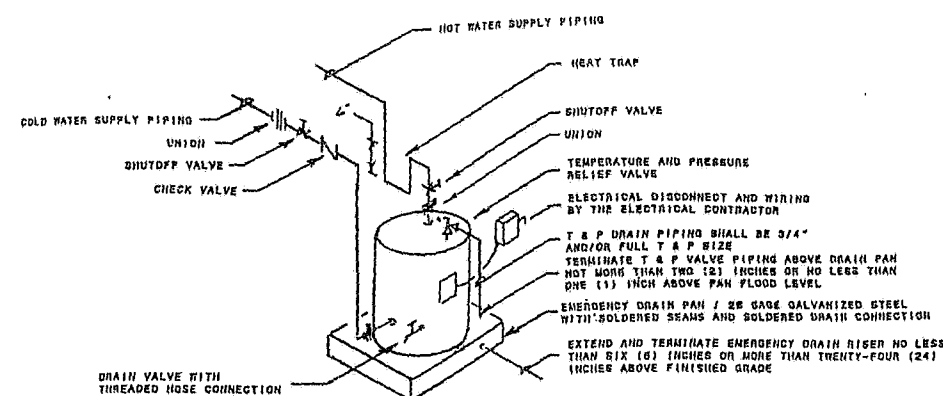 HOT WATER SUPPLY PIPING
HEAT TRAP
COLD WATER SUPPLY PIPING
UNION
SHUTOFF VALVE
CHECK VALVE
SHUTOFF VALVE
UNION
TEMPERATURE AND PRESSURE
RELIEF VALVE
ELECTRICAL DISCONNECT AND WIRING
BY THE ELECTRICAL CONTRACTOR
T & P DRAIN PIPING SHALL BE 3/4"
AND/OR FULL T & P SIZE
TERMINATE T & P VALVE PIPING ABOVE DRAIN PAN
NOT MORE THAN TWO (2) INCHES OR NO LESS THAN
ONE (1) INCH ABOVE PAN FLOOD LEVEL
EMERGENCY DRAIN PAN / 26 GAGE GALVANIZED STEEL
WITH SOLDERED SEAMS AND SOLDERED DRAIN CONNECTION
EXTEND AND TERMINATE EMERGENCY DRAIN RISER NO LESS
THAN SIX (6) INCHES OR MORE THAN TWENTY-FOUR (24)
INCHES ABOVE FINISHED GRADE
DRAIN VALVE WITH
THREADED HOSE CONNECTION